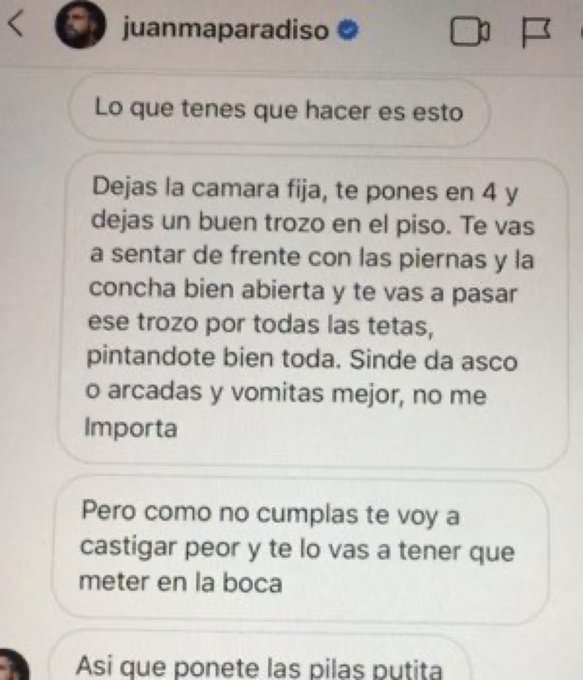 juanmaparadiso
Lo que tenes que hacer es esto
Dejas la camara fija, te pones en 4 y
dejas un buen trozo en el piso. Te vas
a sentar de frente con las piernas y la
concha bien abierta y te vas a pasar
ese trozo por todas las tetas,
pintandote bien toda. Sinde da asco
o arcadas y vomitas mejor, no me
Importa
Pero como no cumplas te voy a
castigar peor y te lo vas a tener que
meter en la boca
Asi que ponete las pilas putita